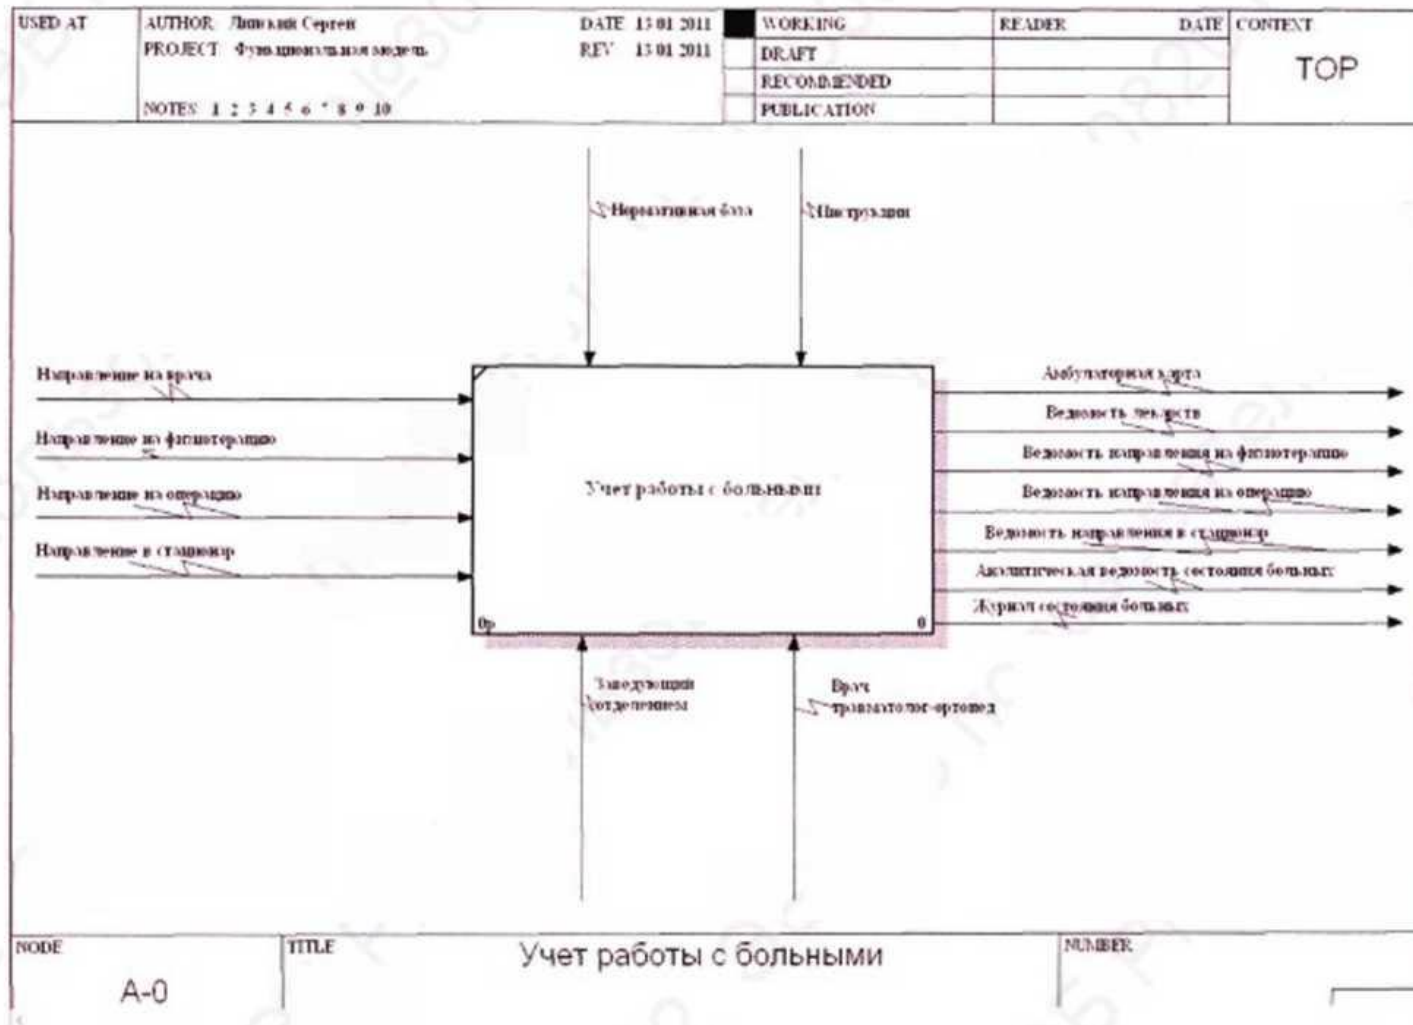 USED AT
AUTHOR Сергей
DATE 13 01 2011
PROJECT Функциональная модель
REV 13 01 2011
NOTES 1 2 3 4 5 6 7 8 9 10
WORKING
DRAFT
RECOMMENDED
PUBLICATION
READER DATE
CONTEXT
TOP
Нормативная база
Инструкции
Направление на врача
Направление на физиотерапию
Направление на операцию
Направление в стационар
Учет работы с больными
0р
0
Амбулаторная карта
Ведомость лекарств
Ведомость направления на физиотерапию
Ведомость направления на операцию
Ведомость направления в стационар
Аналитическая ведомость состояния больных
Журнал состояния больных
Заведующий
отделением
Врач
травматолог-ортопед
NODE
A-0
TITLE
Учет работы с больными
NUMBER